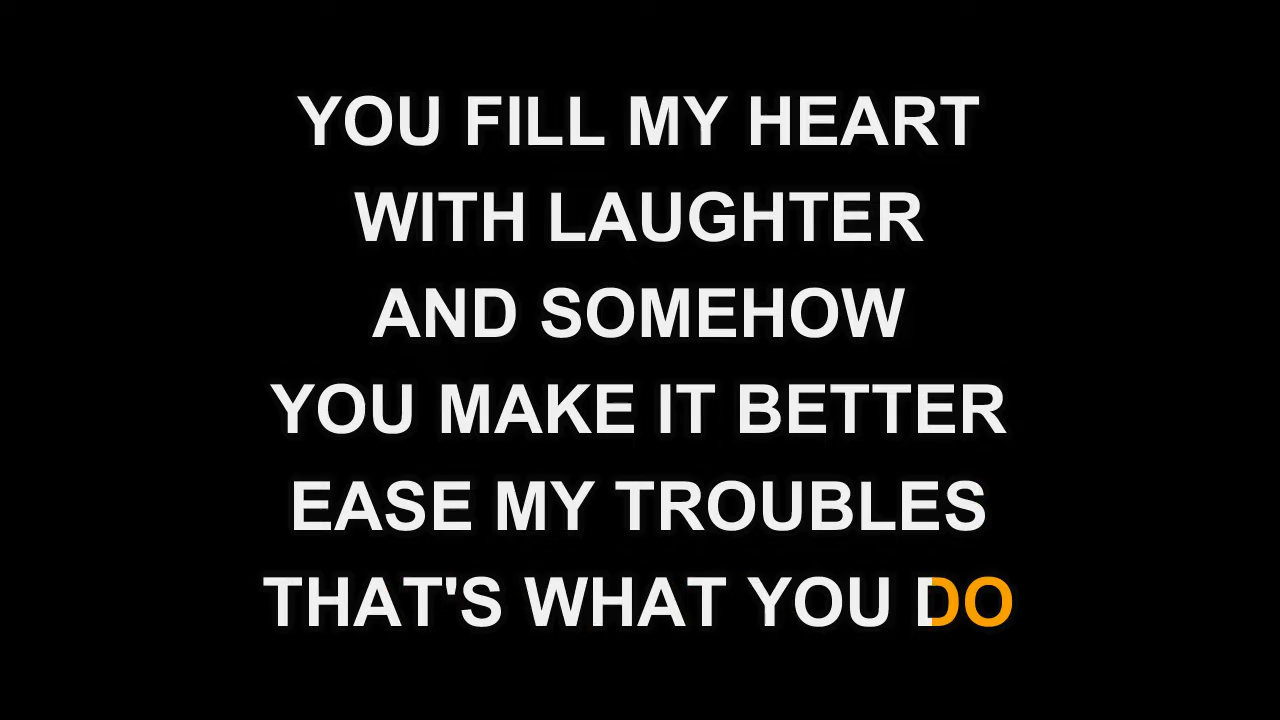 YOU FILL MY HEART
WITH LAUGHTER
AND SOMEHOW
YOU MAKE IT BETTER
EASE MY TROUBLES
THAT'S WHAT YOU DO